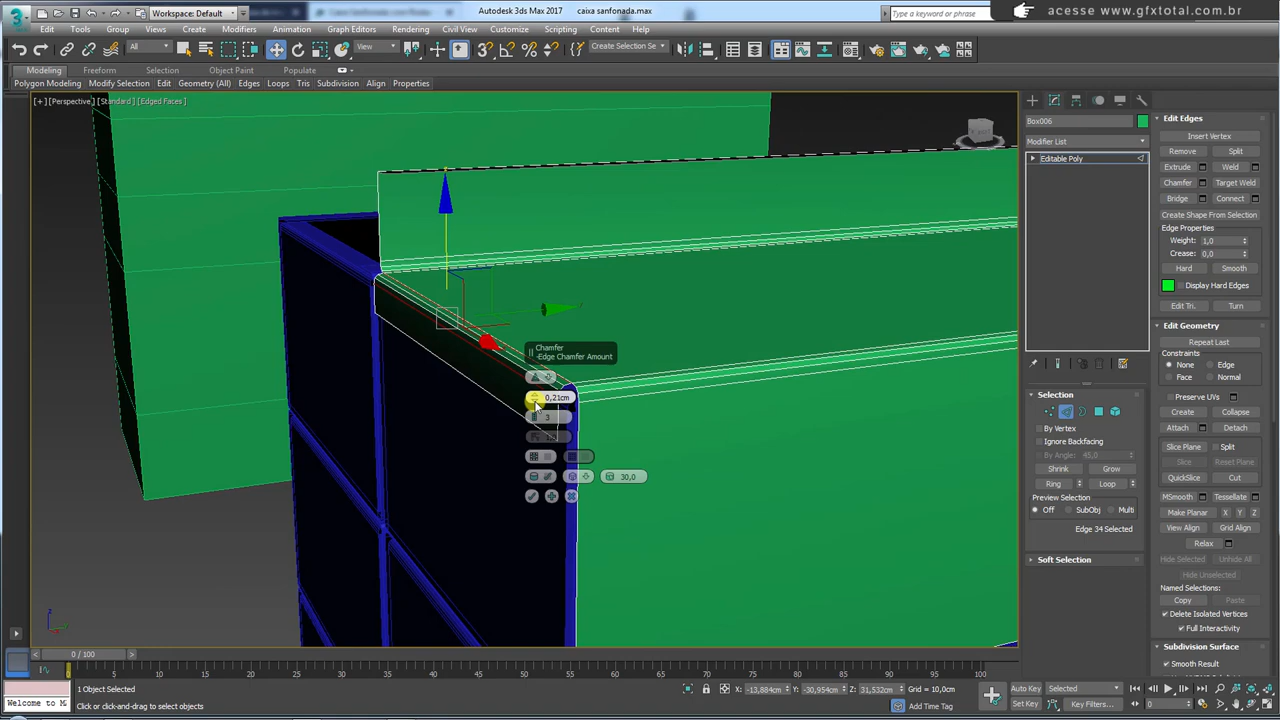 Workspace: Default
Autodesk 3ds Max 2017
caixa sanfonada.max
Type a keyword or phrase
acesse www.gfxtotal.com.br
3
MAX
Edit
Tools
Group
Views
Create
Modifiers
Animation
Graph Editors
Rendering
Civil View
Customize
Scripting
Content
Help
All
View
Create Selection Se
Modeling
Freeform
Selection
Object Paint
Populate
Polygon Modeling
Modify Selection
Edit
Geometry (All)
Edges
Loops
Tris
Subdivision
Align
Properties
[+] [Perspective] [Standard] [Edged Faces]
Chamfer
-Edge Chamfer Amount
0,21cm
3
30,0
Box006
Modifier List
Editable Poly
Selection
By Vertex
Ignore Backfacing
By Angle: 45,0
Shrink
Grow
Ring
Loop
Preview Selection
Off
SubObj
Multi
Edge 34 Selected
Soft Selection
Edit Edges
Insert Vertex
Remove
Split
Extrude
Weld
Chamfer
Target Weld
Bridge
Connect
Create Shape From Selection
Edge Properties
Weight: 1,0
Crease: 0,0
Hard
Smooth
Display Hard Edges
Edit Tri.
Turn
Edit Geometry
Repeat Last
Constraints
None
Edge
Face
Normal
Preserve UVs
Create
Collapse
Attach
Detach
Slice Plane
Split
Slice
Reset Plane
QuickSlice
Cut
MSmooth
Tessellate
Make Planar
X
Y
Z
View Align
Grid Align
Relax
Hide Selected
Unhide All
Hide Unselected
Named Selections:
Copy
Paste
Delete Isolated Vertices
Full Interactivity
Subdivision Surface
Smooth Result
0 / 100
0
5
10
15
20
25
30
35
40
45
50
55
60
65
70
75
80
85
90
95
100
Welcome to M
1 Object Selected
Click or click-and-drag to select objects
X: -13,884cm
Y: -30,954cm
Z: 31,532cm
Grid = 10,0cm
Add Time Tag
Auto Key
Selected
Set Key
Key Filters...
0